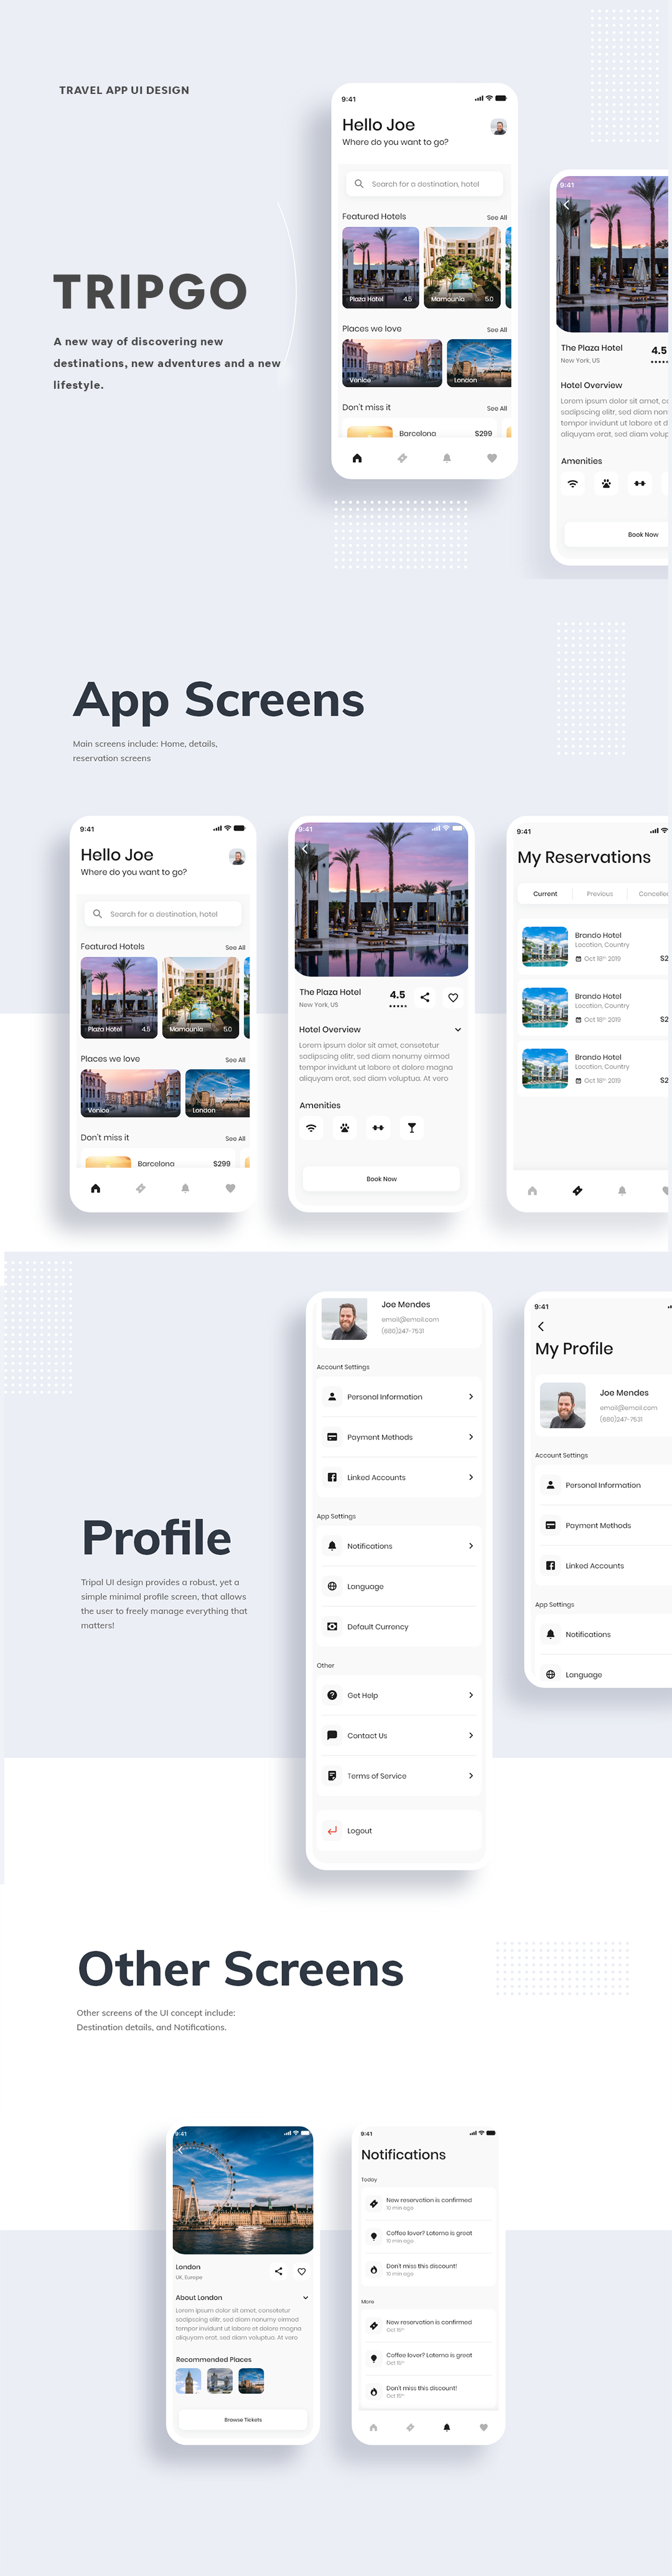 TRAVEL APP UI DESIGN
TRIPGO
A new way of discovering new
destinations, new adventures and a new
lifestyle.
9:41
Hello Joe
Where do you want to go?
Search for a destination, hotel
Featured Hotels See All
Plaza Hotel 4.5 Mamounia 5.0
Places we love See All
Venice London
Don't miss it See All
Barcelona $299
9:41
The Plaza Hotel 4.5
New York, US
Hotel Overview
Lorem ipsum dolor sit amet, co
sadipscing elitr, sed diam non
tempor invidunt ut labore et d
aliquyam erat, sed diam volup
Amenities
Book Now
App Screens
Main screens include: Home, details,
reservation screens
9:41
Hello Joe
Where do you want to go?
Search for a destination, hotel
Featured Hotels See All
Plaza Hotel 4.5 Mamounia 5.0
Places we love See All
Venice London
Don't miss it See All
Barcelona $299
9:41
The Plaza Hotel 4.5
New York, US
Hotel Overview
Lorem ipsum dolor sit amet, consetetur
sadipscing elitr, sed diam nonumy eirmod
tempor invidunt ut labore et dolore magna
aliquyam erat, sed diam voluptua. At vero
Amenities
Book Now
9:41
My Reservations
Current Previous Cancelle
Brando Hotel
Location, Country
Oct 18th 2019 $2
Brando Hotel
Location, Country
Oct 18th 2019 $2
Brando Hotel
Location, Country
Oct 18th 2019 $2
Profile
Tripal UI design provides a robust, yet a
simple minimal profile screen, that allows
the user to freely manage everything that
matters!
Joe Mendes
email@email.com
(680)247-7531
Account Settings
Personal Information
Payment Methods
Linked Accounts
App Settings
Notifications
Language
Default Currency
Other
Get Help
Contact Us
Terms of Service
Logout
9:41
My Profile
Joe Mendes
email@email.com
(680)247-7531
Account Settings
Personal Information
Payment Methods
Linked Accounts
App Settings
Notifications
Language
Other Screens
Other screens of the UI concept include:
Destination details, and Notifications.
9:41
London
UK, Europe
About London
Lorem ipsum dolor sit amet, consetetur
sadipscing elitr, sed diam nonumy eirmod
tempor invidunt ut labore et dolore magna
aliquyam erat, sed diam voluptua. At vero
Recommended Places
Browse Tickets
9:41
Notifications
Today
New reservation is confirmed
10 min ago
Coffee lover? Laterna is great
10 min ago
Don't miss this discount!
10 min ago
More
New reservation is confirmed
Oct 15th
Coffee lover? Laterna is great
Oct 15th
Don't miss this discount!
Oct 15th